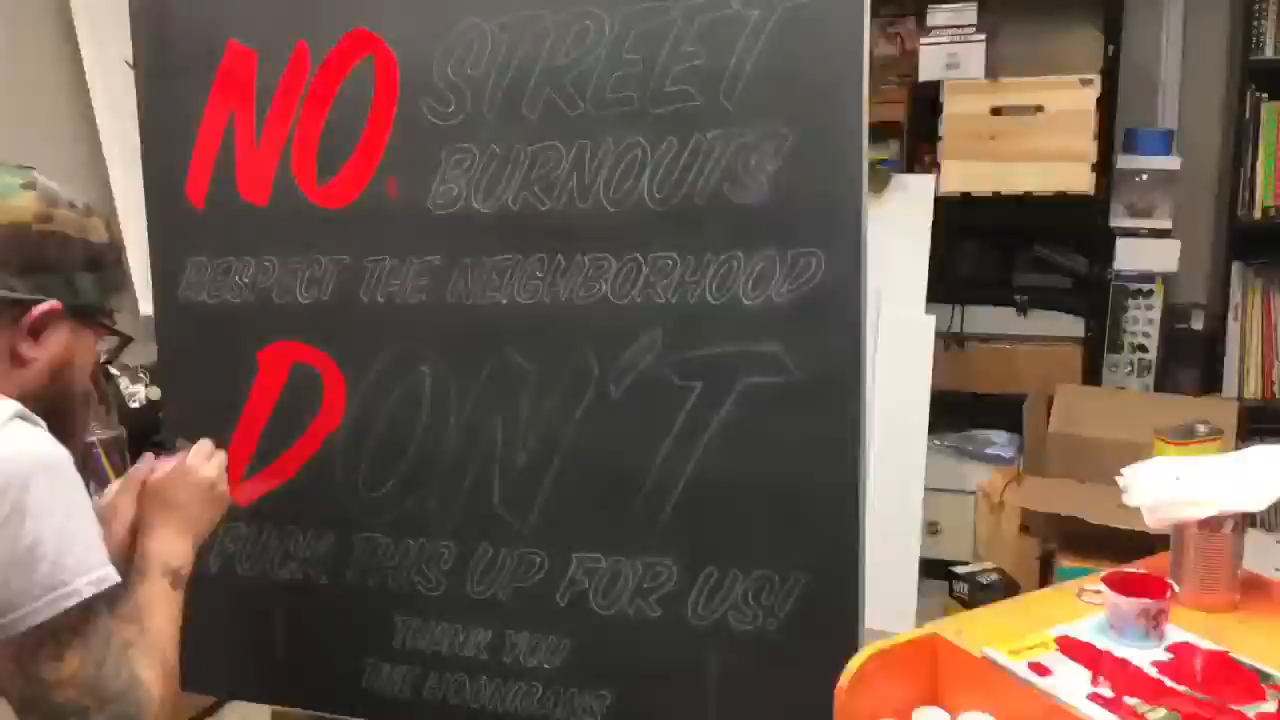 NO STREET
BURNOUTS
RESPECT THE NEIGHBORHOOD
DON'T
FUCK THIS UP FOR US!
THANK YOU
THE HOONIGANS